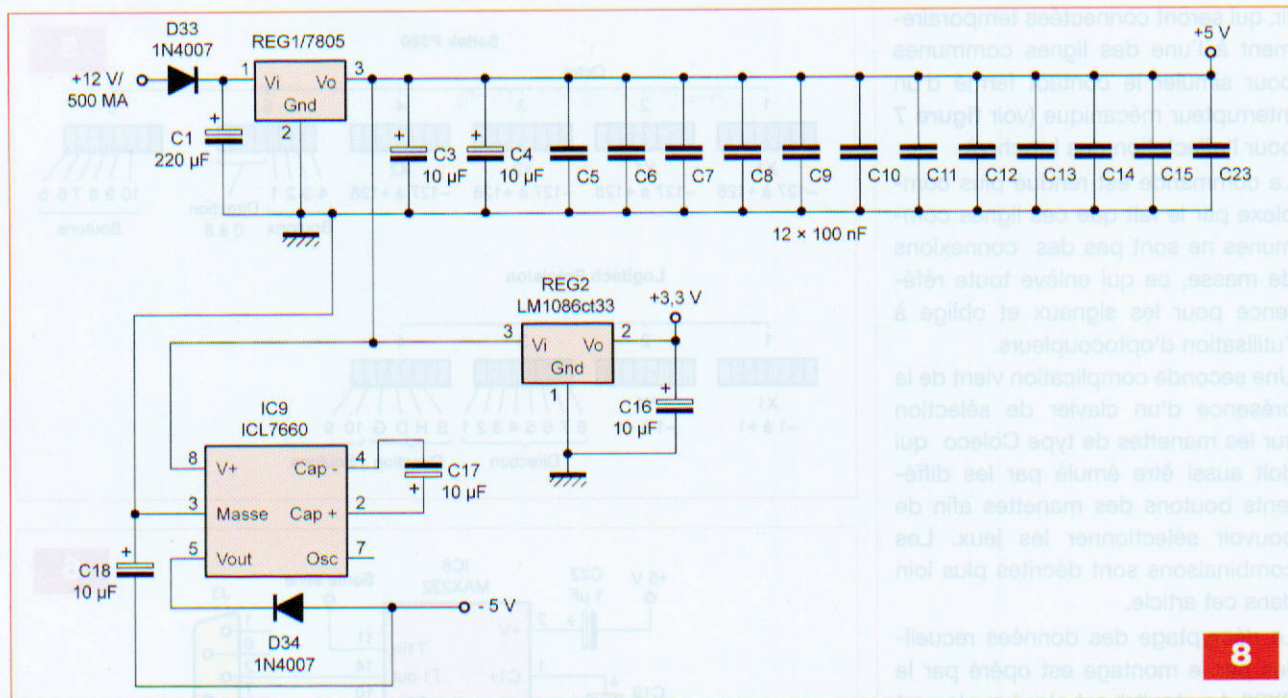 D33
1N4007
REG1/7805
+12 V/
500 MA
1
Vi
Vo
3
Gnd
2
+5 V
C1
220 µF
+
C3
10 µF
+
C4
10 µF
+
C5
C6
C7
C8
C9
C10
C11
C12
C13
C14
C15
C23
12 × 100 nF
REG2
LM1086ct33
+3,3 V
3
Vi
Vo
2
Gnd
1
C16
10 µF
+
IC9
ICL7660
8
V+
Cap -
4
3
Masse
Cap +
2
5
Vout
Osc
7
C17
10 µF
+
C18
10 µF
+
D34
1N4007
- 5 V
8
ir, qui seront connectées temporaire-
ment à l'une des lignes communes
pour simuler le contact fermé d'un
interrupteur mécanique (voir figure 7
La commande est rendue plus com-
plexe par le fait que ces lignes com-
munes ne sont pas des connexions
de masse, ce qui enlève toute réfé-
rence pour les signaux et oblige à
l'utilisation d'optocoupleurs.
Une seconde complication vient de la
présence d'un clavier de sélection
sur les manettes de type Coleco qui
doit aussi être émulé par les diffé-
rents boutons des manettes afin de
pouvoir sélectionner les jeux. Les
combinaisons sont décrites plus loin
dans cet article.